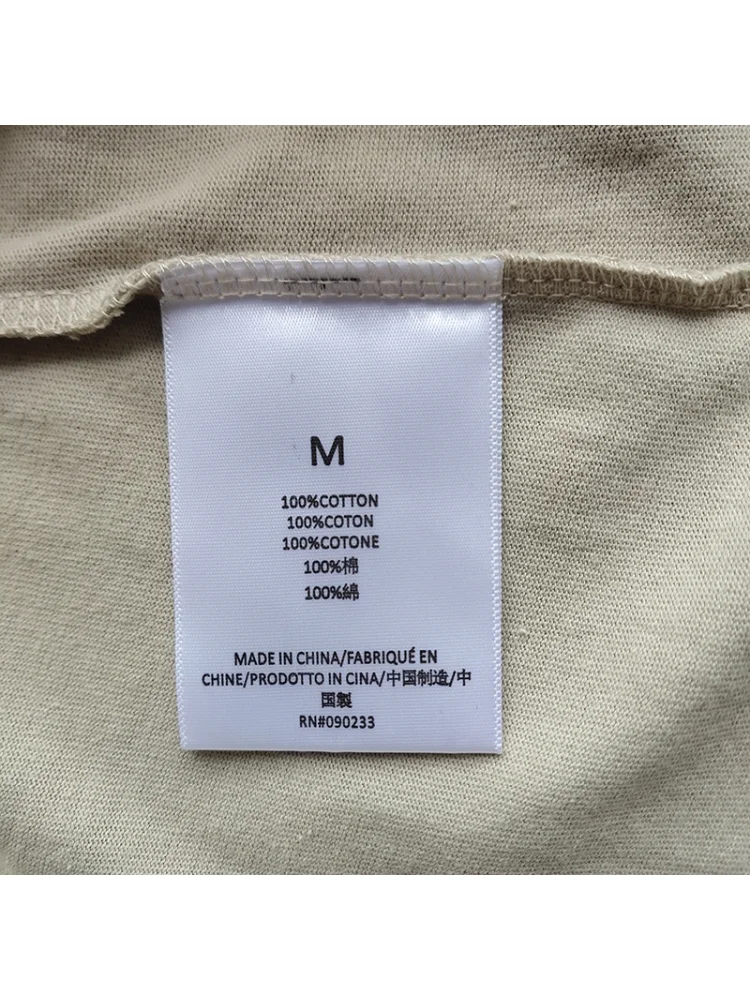 M
100%COTTON
100%COTON
100%COTONE
100%棉
100%綿
MADE IN CHINA/FABRIQUÉ EN
CHINE/PRODOTTO IN CINA/中国制造/中
国製
RN#090233